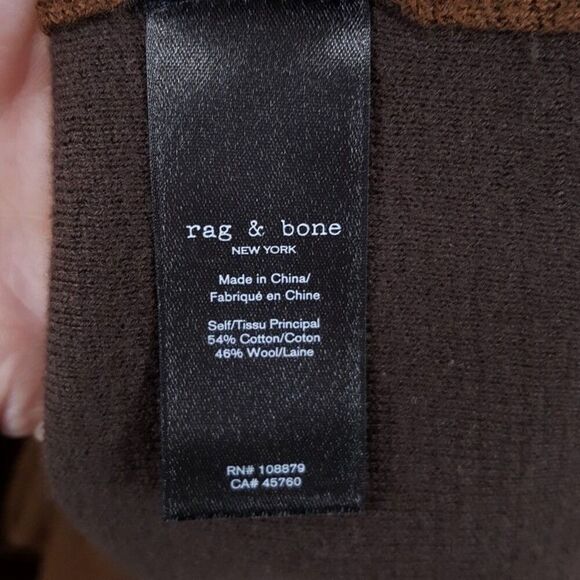 rag & bone
NEW YORK
Made in China/
Fabriqué en Chine
Self/Tissu Principal
54% Cotton/Coton
46% Wool/Laine
RN# 108879
CA# 45760